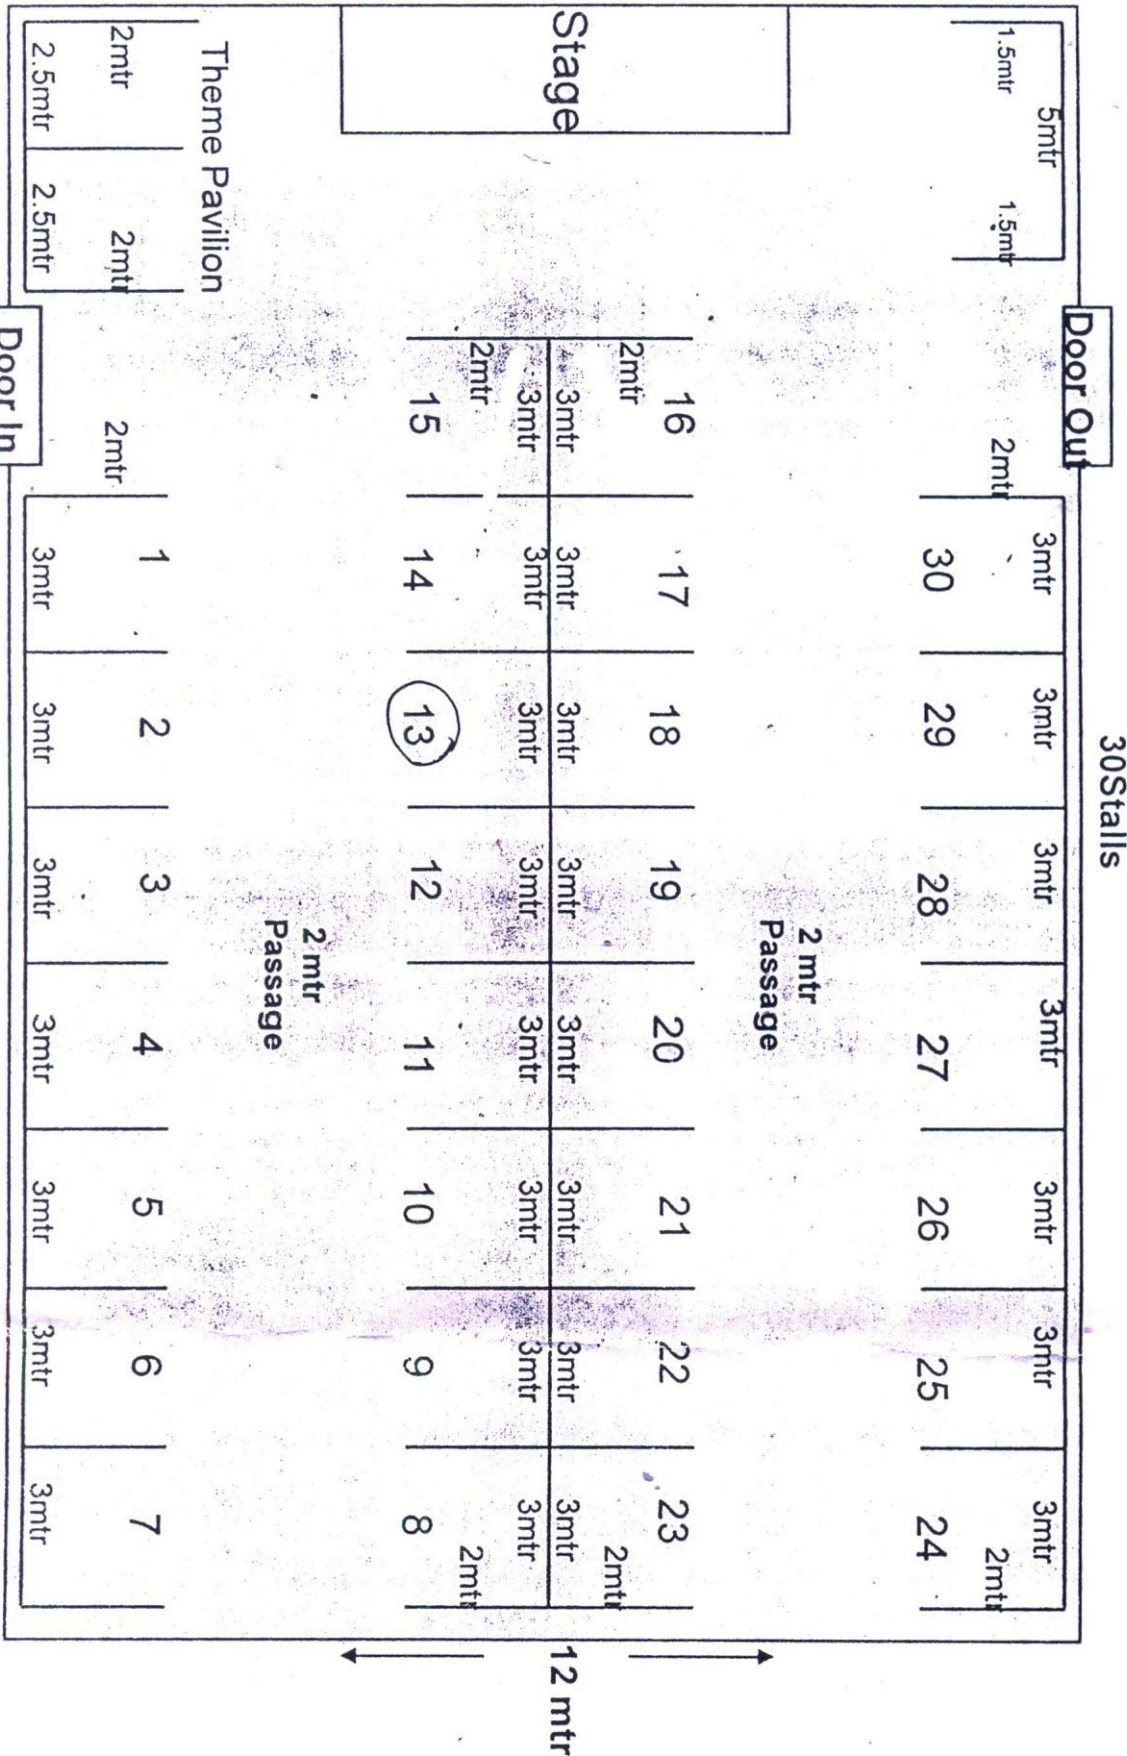 30Stalls
Door Out
5mtr 3mtr 3mtr 3mtr 3mtr 3mtr 3mtr 3mtr
1.5mtr 1.5mtr 2mtr 2mtr
30 29 28 27 26 25 24
2 mtr
Passage
16 17 18 19 20 21 22 23
2mtr 2mtr
3mtr 3mtr 3mtr 3mtr 3mtr 3mtr 3mtr 3mtr
Stage 12 mtr
3mtr 3mtr 3mtr 3mtr 3mtr 3mtr 3mtr 3mtr
2mtr 2mtr
15 14 13 12 11 10 9 8
2 mtr
Passage
Theme Pavilion
1 2 3 4 5 6 7
2mtr 2mtr 2mtr
2.5mtr 2.5mtr 3mtr 3mtr 3mtr 3mtr 3mtr 3mtr 3mtr
Door In